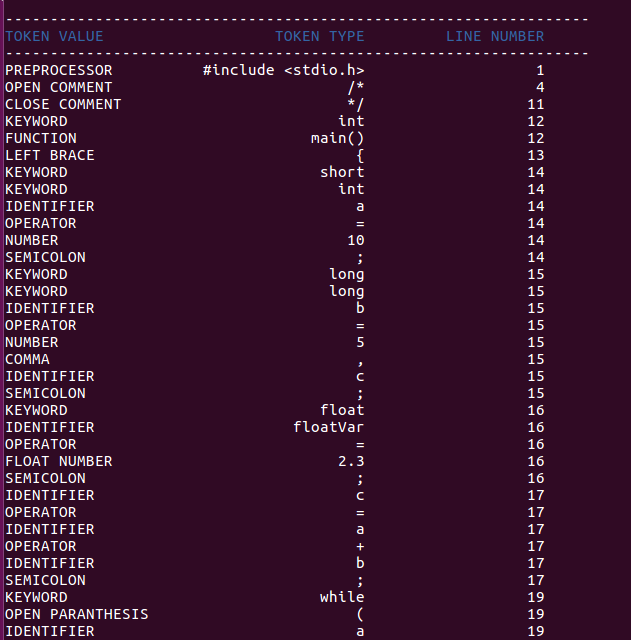 -----------------------------------------------------------------
TOKEN VALUE TOKEN TYPE LINE NUMBER
-----------------------------------------------------------------
PREPROCESSOR #include <stdio.h> 1
OPEN COMMENT /* 4
CLOSE COMMENT */ 11
KEYWORD int 12
FUNCTION main() 12
LEFT BRACE { 13
KEYWORD short 14
KEYWORD int 14
IDENTIFIER a 14
OPERATOR = 14
NUMBER 10 14
SEMICOLON ; 14
KEYWORD long 15
KEYWORD long 15
IDENTIFIER b 15
OPERATOR = 15
NUMBER 5 15
COMMA , 15
IDENTIFIER c 15
SEMICOLON ; 15
KEYWORD float 16
IDENTIFIER floatVar 16
OPERATOR = 16
FLOAT NUMBER 2.3 16
SEMICOLON ; 16
IDENTIFIER c 17
OPERATOR = 17
IDENTIFIER a 17
OPERATOR + 17
IDENTIFIER b 17
SEMICOLON ; 17
KEYWORD while 19
OPEN PARANTHESIS ( 19
IDENTIFIER a 19